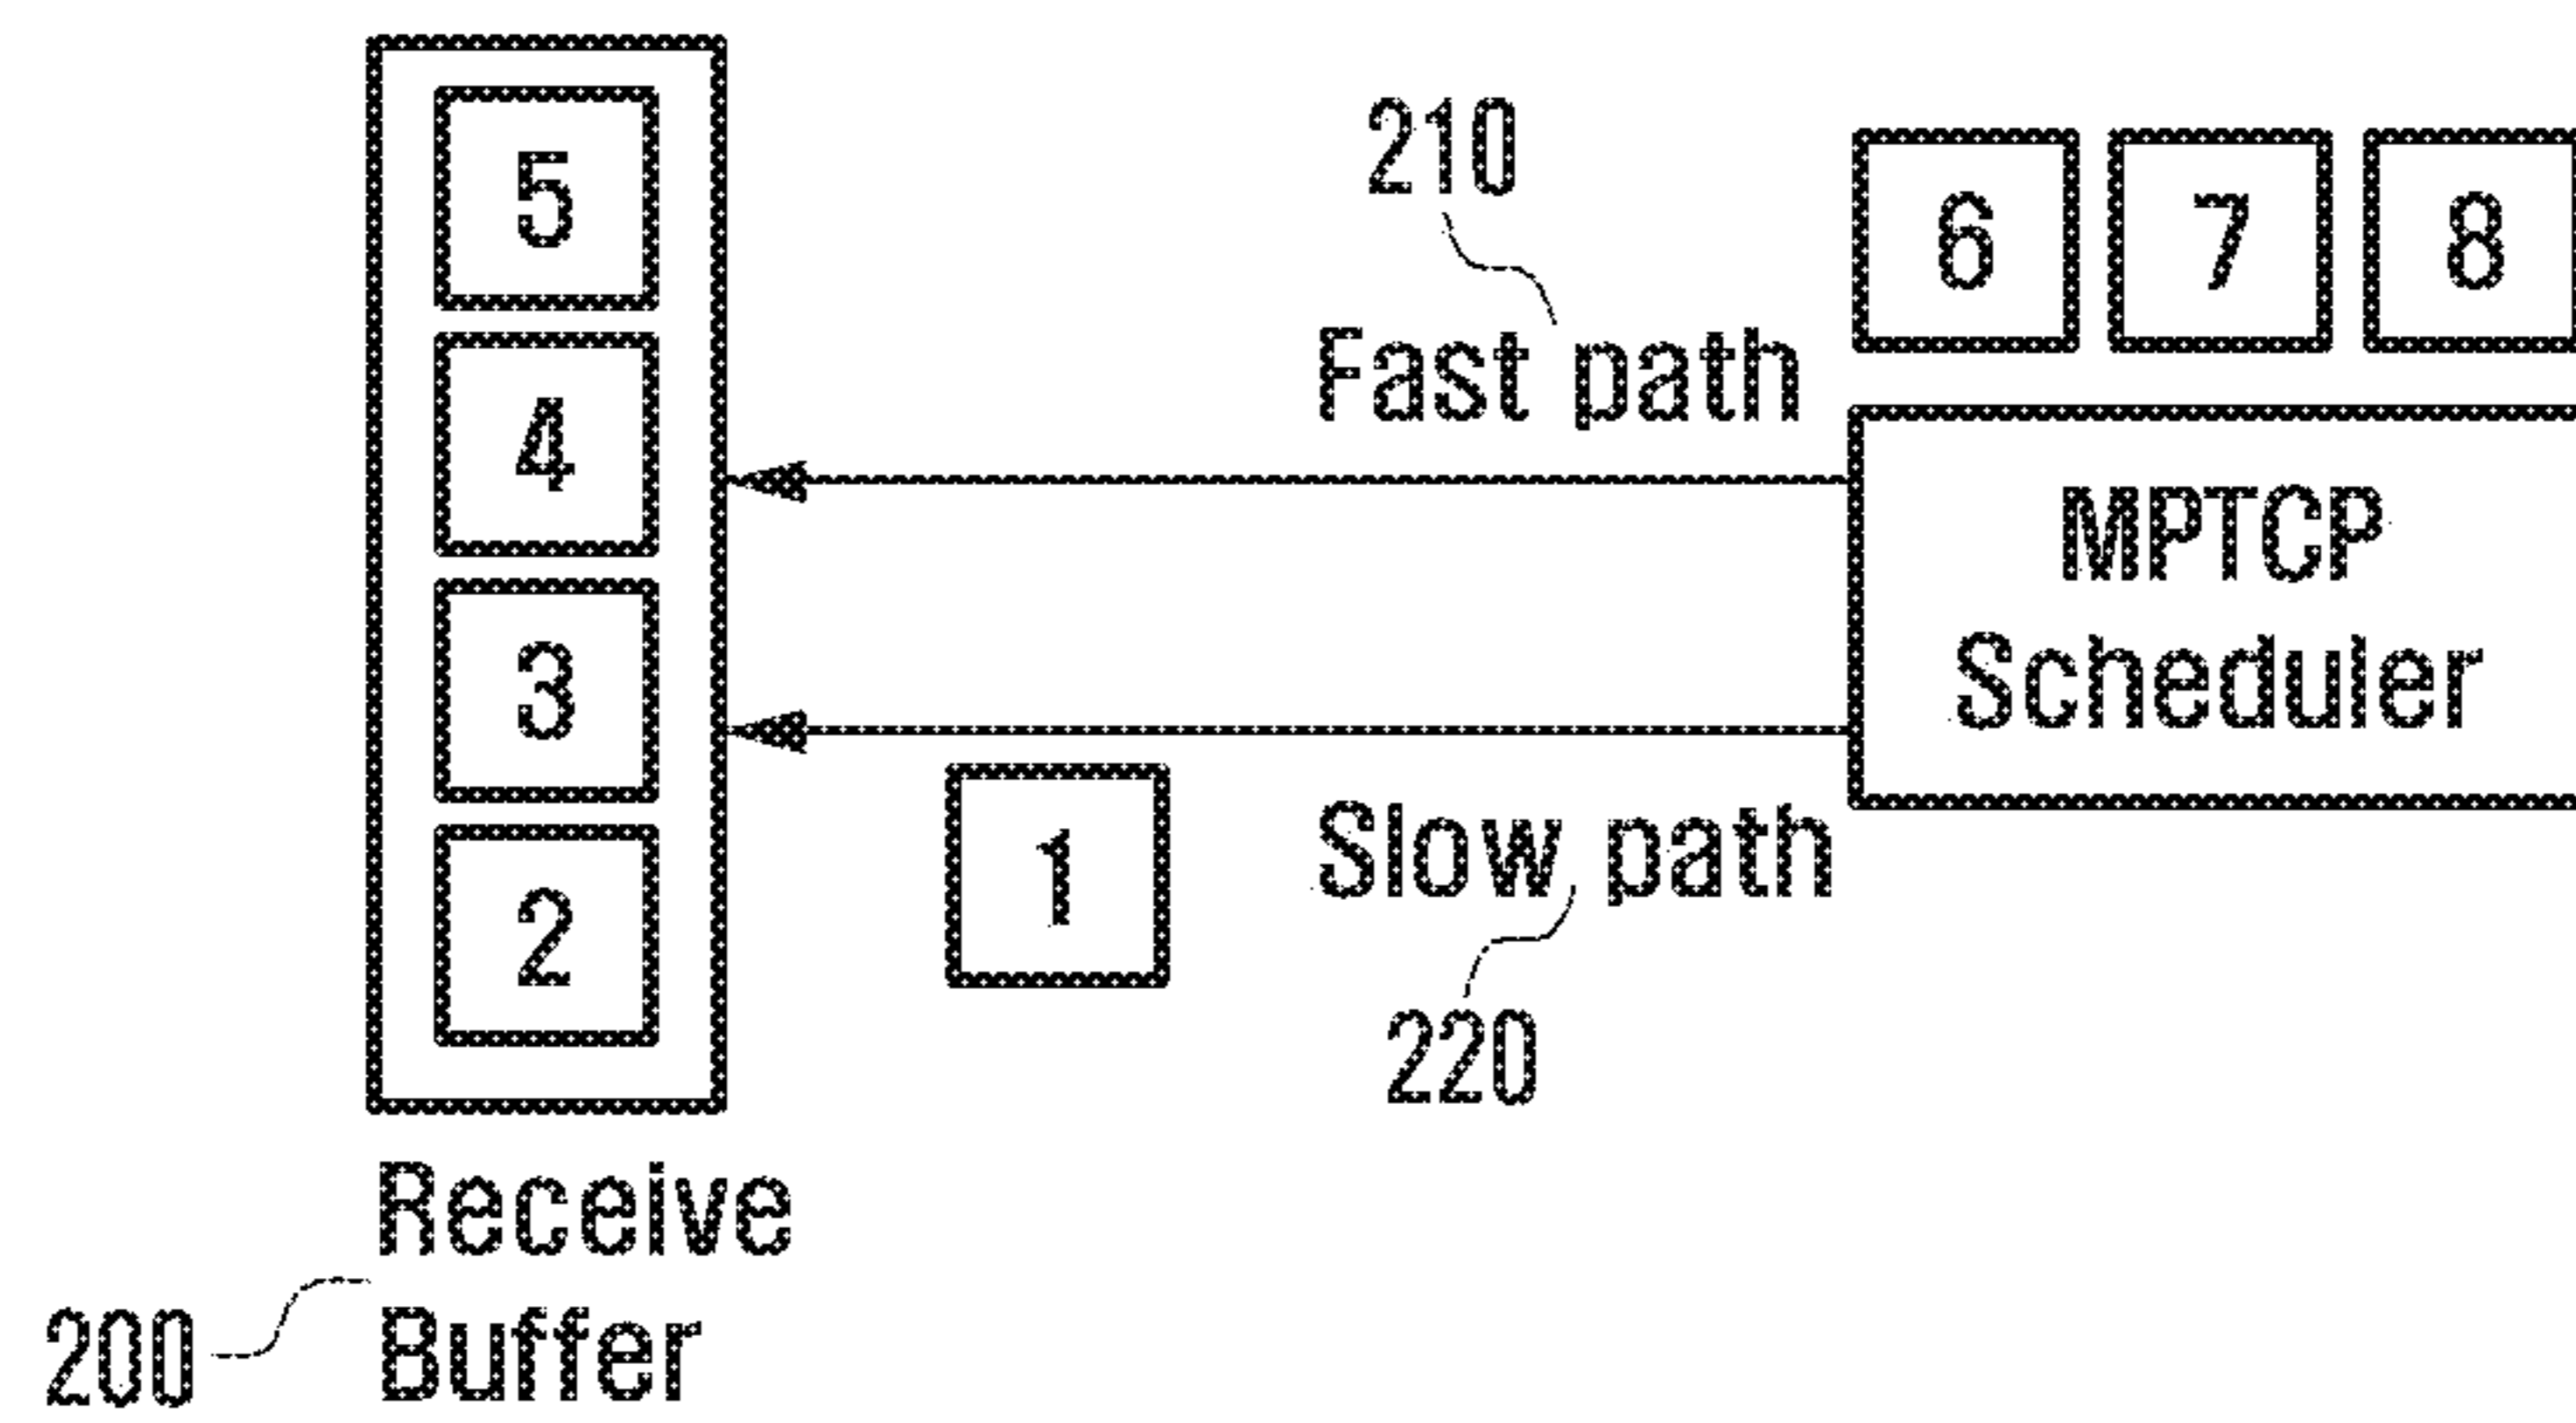 5
4
3
2
210
Fast path
6 7 8
MPTCP
Scheduler
1
Slow path
220
Receive
Buffer
200